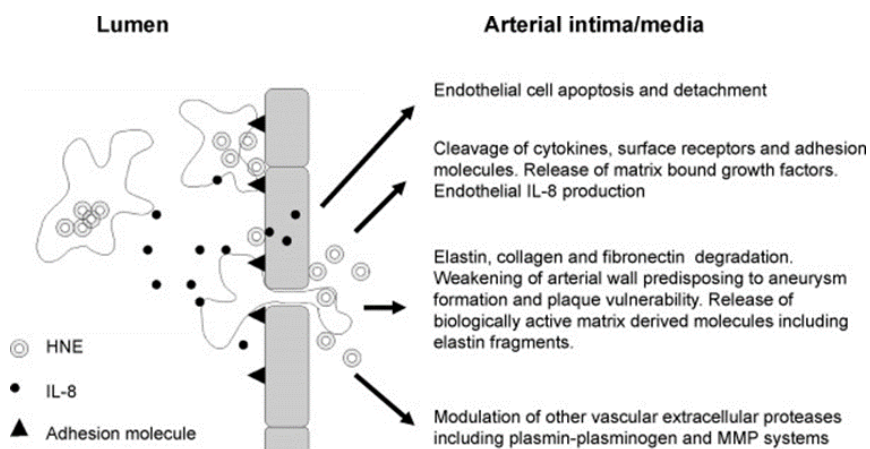 Lumen
Arterial intima/media
Endothelial cell apoptosis and detachment
Cleavage of cytokines, surface receptors and adhesion
molecules. Release of matrix bound growth factors.
Endothelial IL-8 production
Elastin, collagen and fibronectin degradation.
Weakening of arterial wall predisposing to aneurysm
formation and plaque vulnerability. Release of
biologically active matrix derived molecules including
elastin fragments.
Modulation of other vascular extracellular proteases
including plasmin-plasminogen and MMP systems
HNE
IL-8
Adhesion molecule